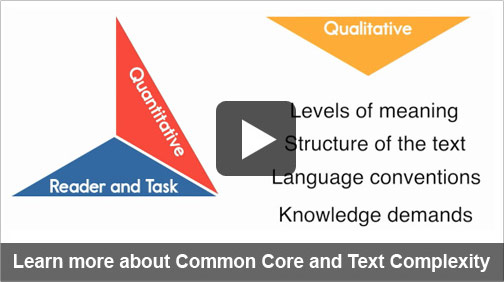 Quantitative
Reader and Task
Qualitative
Levels of meaning
Structure of the text
Language conventions
Knowledge demands
Learn more about Common Core and Text Complexity